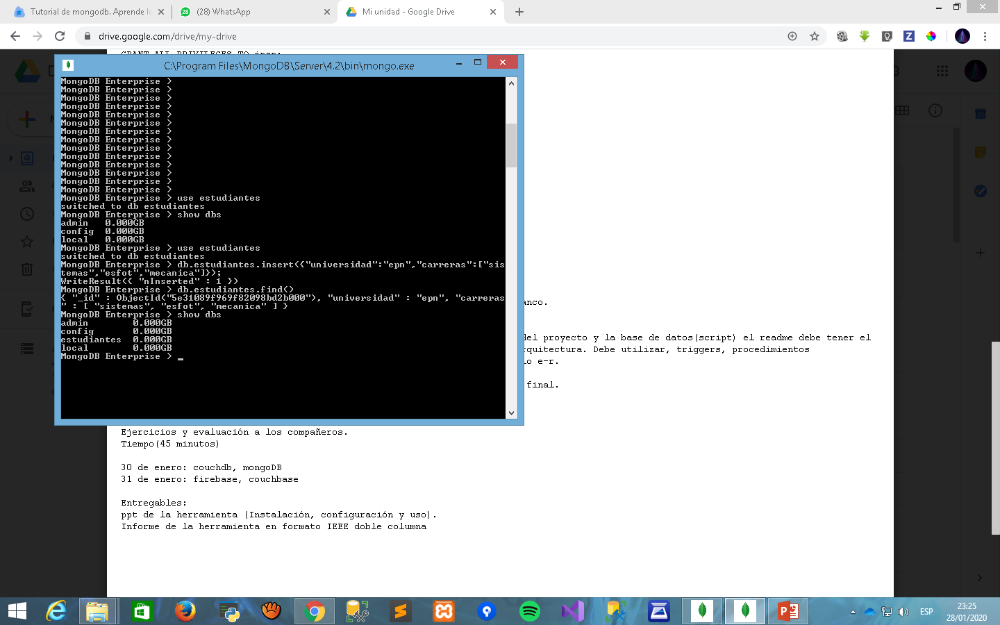 Tutorial de mongodb. Aprende lo
(28) WhatsApp
Mi unidad - Google Drive
drive.google.com/drive/my-drive
C:\Program Files\MongoDB\Server\4.2\bin\mongo.exe
MongoDB Enterprise >
MongoDB Enterprise >
MongoDB Enterprise >
MongoDB Enterprise >
MongoDB Enterprise >
MongoDB Enterprise >
MongoDB Enterprise >
MongoDB Enterprise >
MongoDB Enterprise >
MongoDB Enterprise >
MongoDB Enterprise >
MongoDB Enterprise >
MongoDB Enterprise >
MongoDB Enterprise >
MongoDB Enterprise > use estudiantes
switched to db estudiantes
MongoDB Enterprise > show dbs
admin   0.000GB
config  0.000GB
local   0.000GB
MongoDB Enterprise > use estudiantes
switched to db estudiantes
MongoDB Enterprise > db.estudiantes.insert({"universidad":"epn","carreras":["sis
temas","esfot","mecanica"]});
WriteResult({ "nInserted" : 1 })
MongoDB Enterprise > db.estudiantes.find()
{ "_id" : ObjectId("5e31089f969f82098bd2b000"), "universidad" : "epn", "carreras
" : [ "sistemas", "esfot", "mecanica" ] }
MongoDB Enterprise > show dbs
admin        0.000GB
config       0.000GB
estudiantes  0.000GB
local        0.000GB
MongoDB Enterprise > _
anco.
del proyecto y la base de datos(script) el readme debe tener el
rquitectura. Debe utilizar, triggers, procedimientos
lo e-r.
final.
Ejercicios y evaluación a los compañeros.
Tiempo(45 minutos)
30 de enero: couchdb, mongoDB
31 de enero: firebase, couchbase
Entregables:
ppt de la herramienta (Instalación, configuración y uso).
Informe de la herramienta en formato IEEE doble columna
ESP
23:25
28/01/2020